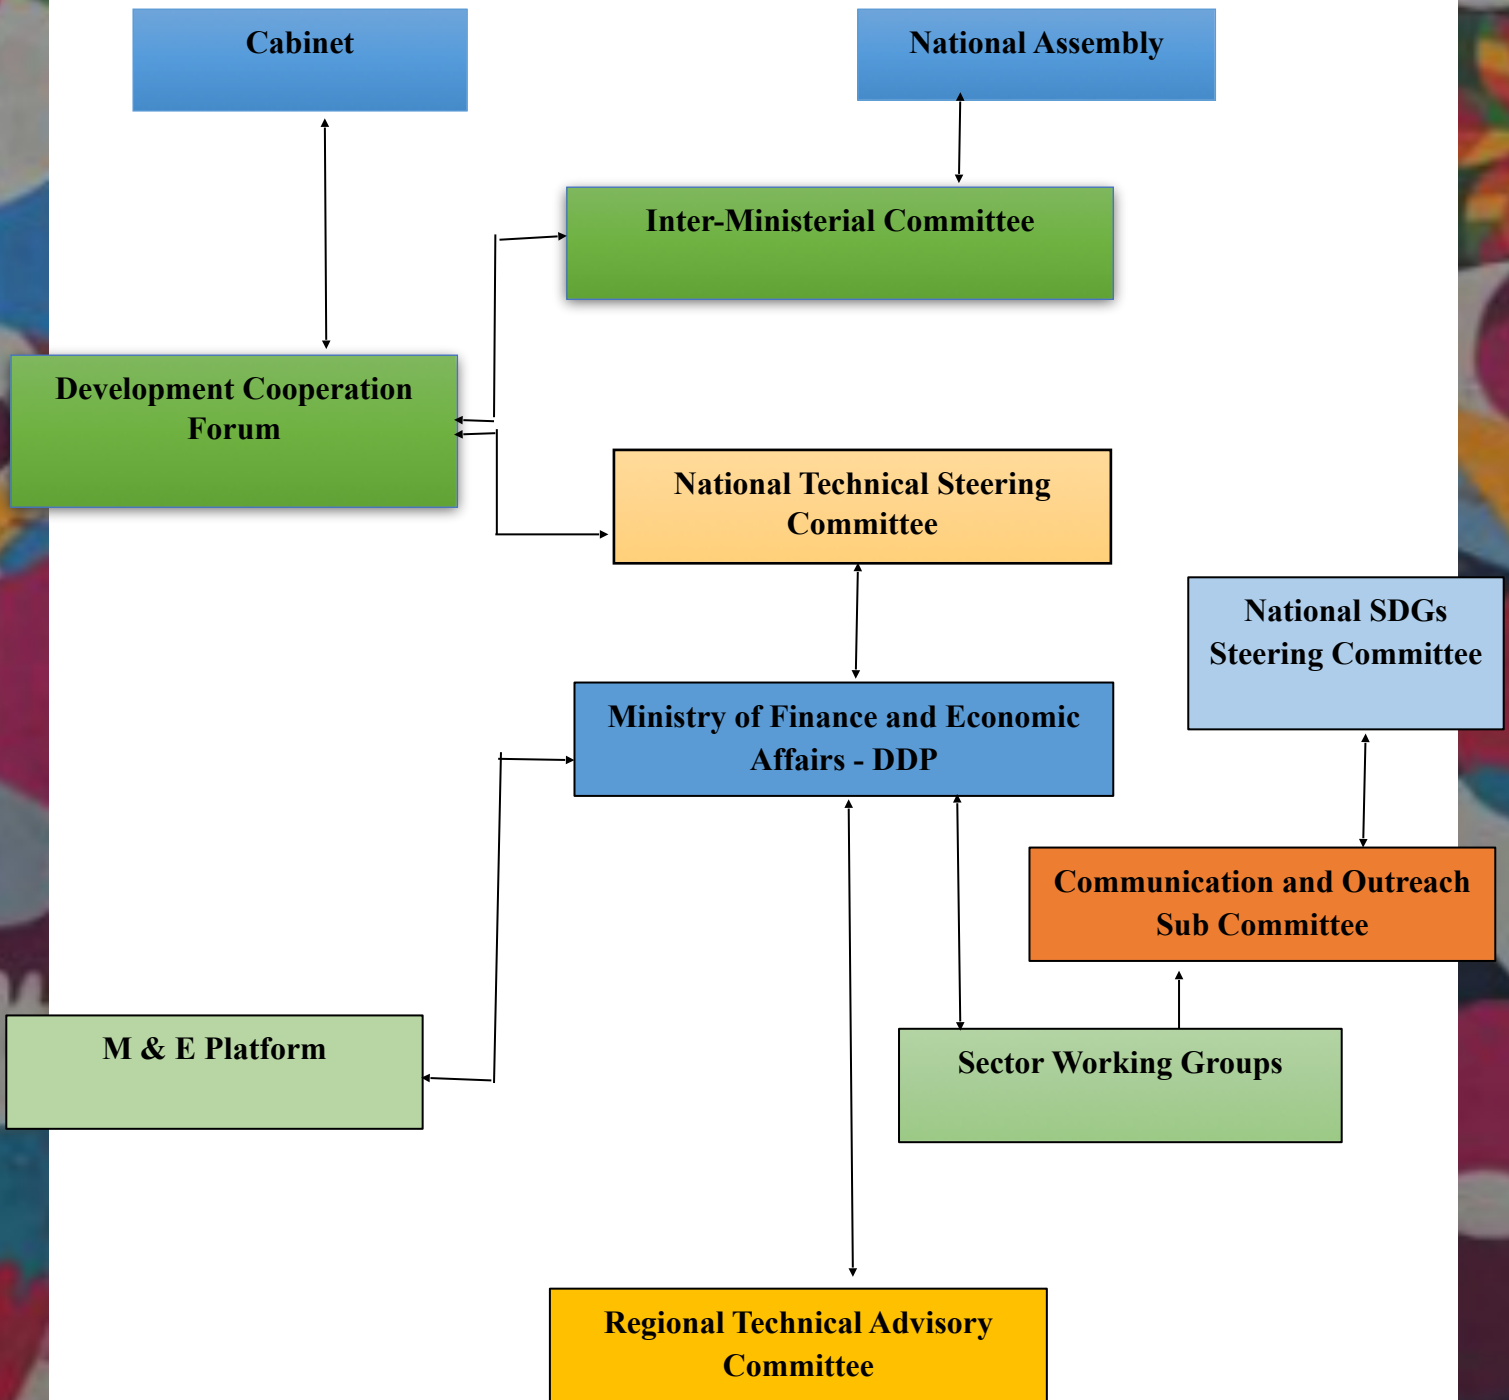 Cabinet
National Assembly
Inter-Ministerial Committee
Development Cooperation
Forum
National Technical Steering
Committee
National SDGs
Steering Committee
Ministry of Finance and Economic
Affairs - DDP
Communication and Outreach
Sub Committee
M & E Platform
Sector Working Groups
Regional Technical Advisory
Committee